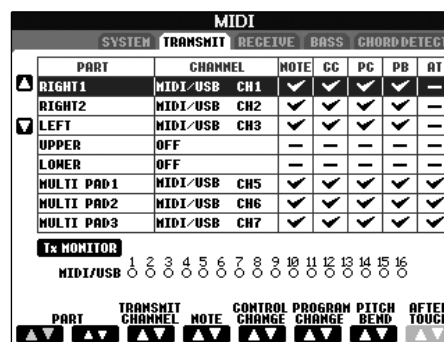 MIDI
SYSTEM TRANSMIT RECEIVE BASS CHORD DETECT
PART CHANNEL NOTE CC PC PB AT
RIGHT1 MIDI/USB CH1 ✓ ✓ ✓ ✓ –
RIGHT2 MIDI/USB CH2 ✓ ✓ ✓ ✓ –
LEFT MIDI/USB CH3 ✓ ✓ ✓ ✓ –
UPPER OFF – – – – –
LOWER OFF – – – – –
MULTI PAD1 MIDI/USB CH5 ✓ ✓ ✓ ✓ ✓
MULTI PAD2 MIDI/USB CH6 ✓ ✓ ✓ ✓ ✓
MULTI PAD3 MIDI/USB CH7 ✓ ✓ ✓ ✓ ✓
Tx MONITOR
1 2 3 4 5 6 7 8 9 10 11 12 13 14 15 16
MIDI/USB
PART TRANSMIT CHANNEL NOTE CONTROL CHANGE PROGRAM CHANGE PITCH BEND AFTER TOUCH